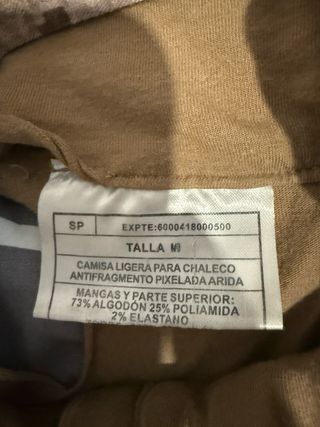 SP EXPTE:6000418000500
TALLA M
CAMISA LIGERA PARA CHALECO
ANTIFRAGMENTO PIXELADA ARIDA
MANGAS Y PARTE SUPERIOR:
73% ALGODÓN 25% POLIAMIDA
2% ELASTANO